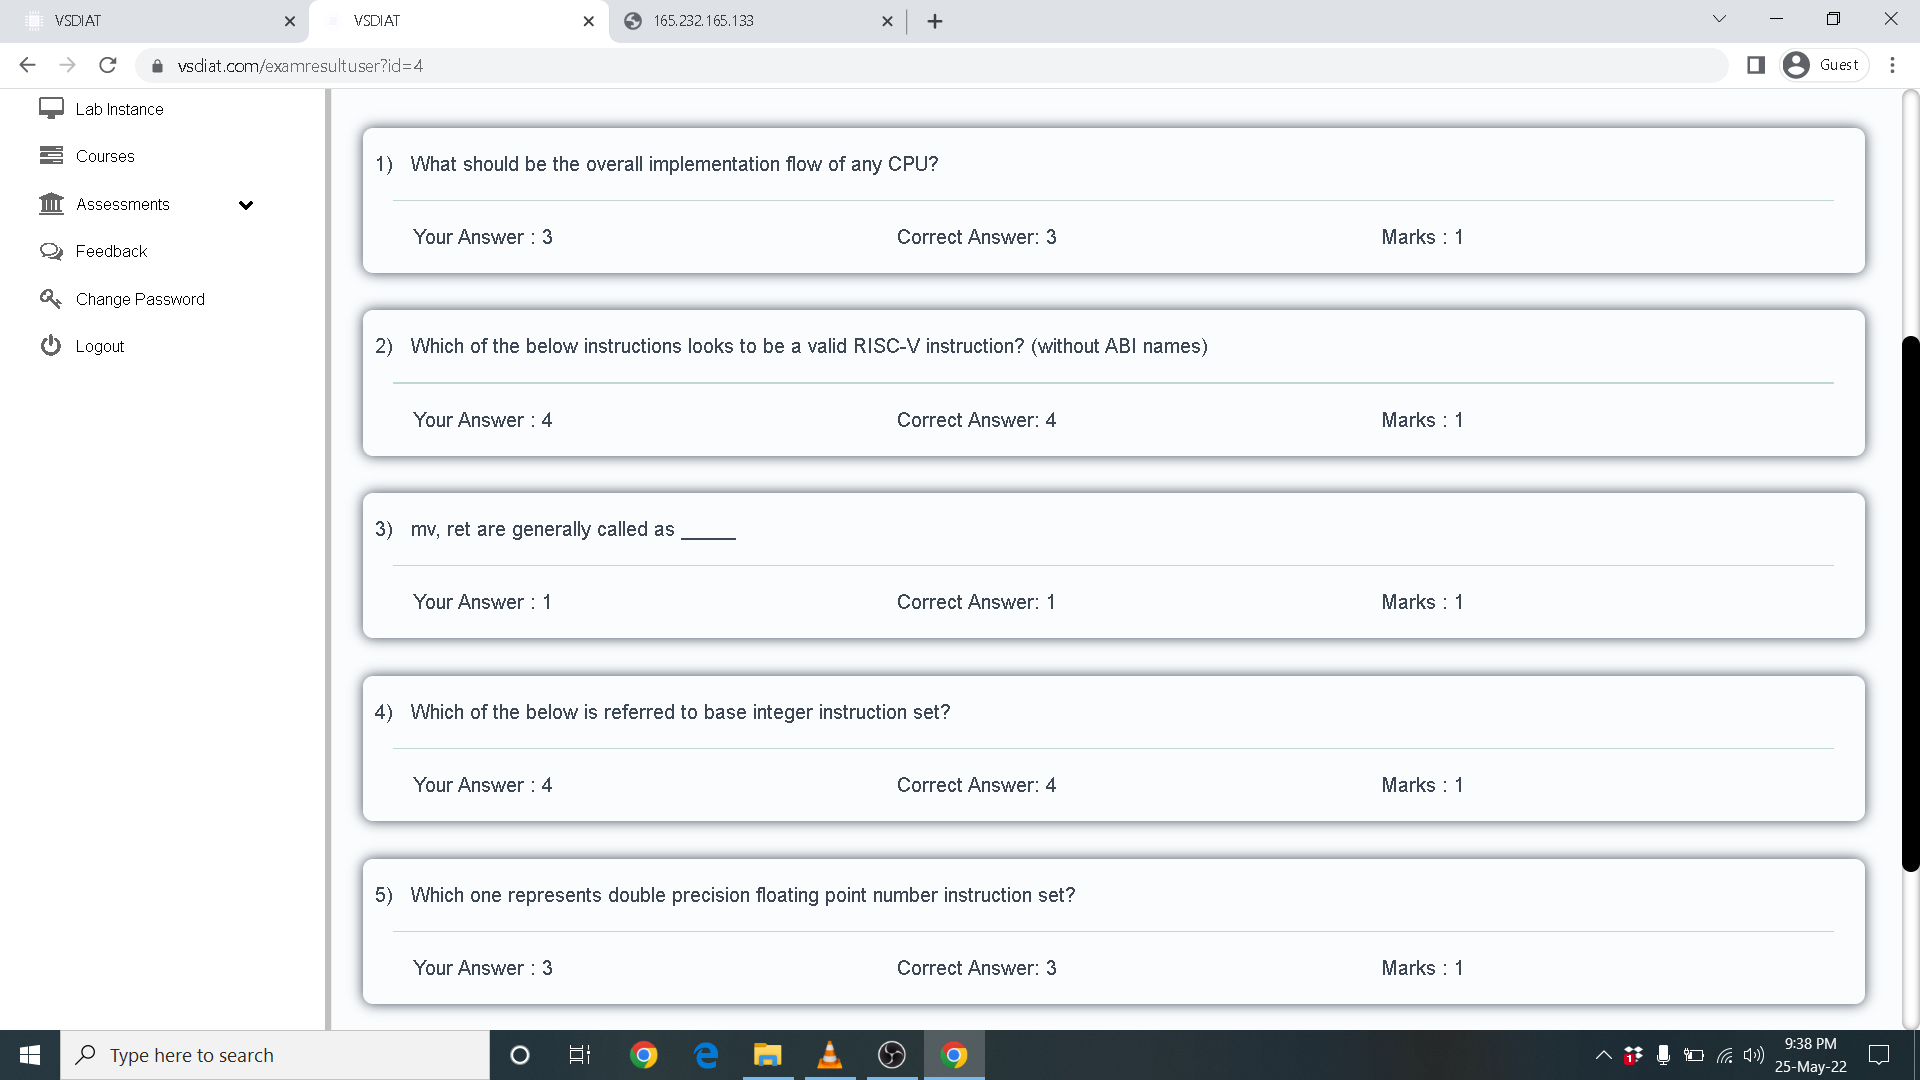 VSDIAT
VSDIAT
165.232.165.133
vsdiat.com/examresultuser?id=4
Guest
Lab Instance
Courses
Assessments
Feedback
Change Password
Logout
1) What should be the overall implementation flow of any CPU?
Your Answer : 3 Correct Answer: 3 Marks : 1
2) Which of the below instructions looks to be a valid RISC-V instruction? (without ABI names)
Your Answer : 4 Correct Answer: 4 Marks : 1
3) mv, ret are generally called as _____
Your Answer : 1 Correct Answer: 1 Marks : 1
4) Which of the below is referred to base integer instruction set?
Your Answer : 4 Correct Answer: 4 Marks : 1
5) Which one represents double precision floating point number instruction set?
Your Answer : 3 Correct Answer: 3 Marks : 1
Type here to search
1
9:38 PM
25-May-22